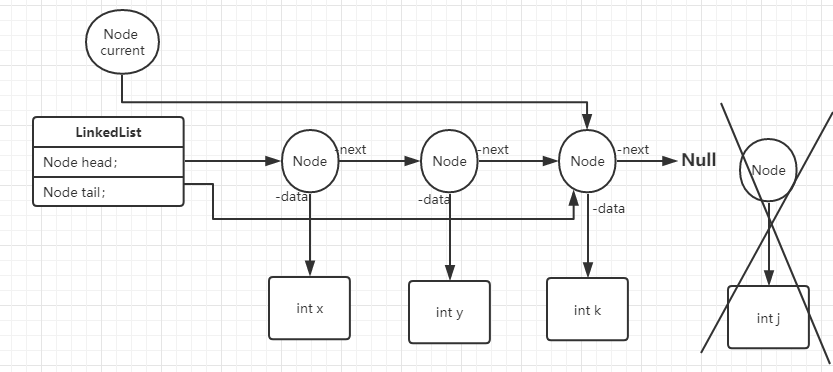 Node
current
LinkedList
Node head;
Node tail;
Node
-next
Node
-next
Node
-next
Null
Node
-data
-data
-data
int x
int y
int k
int j